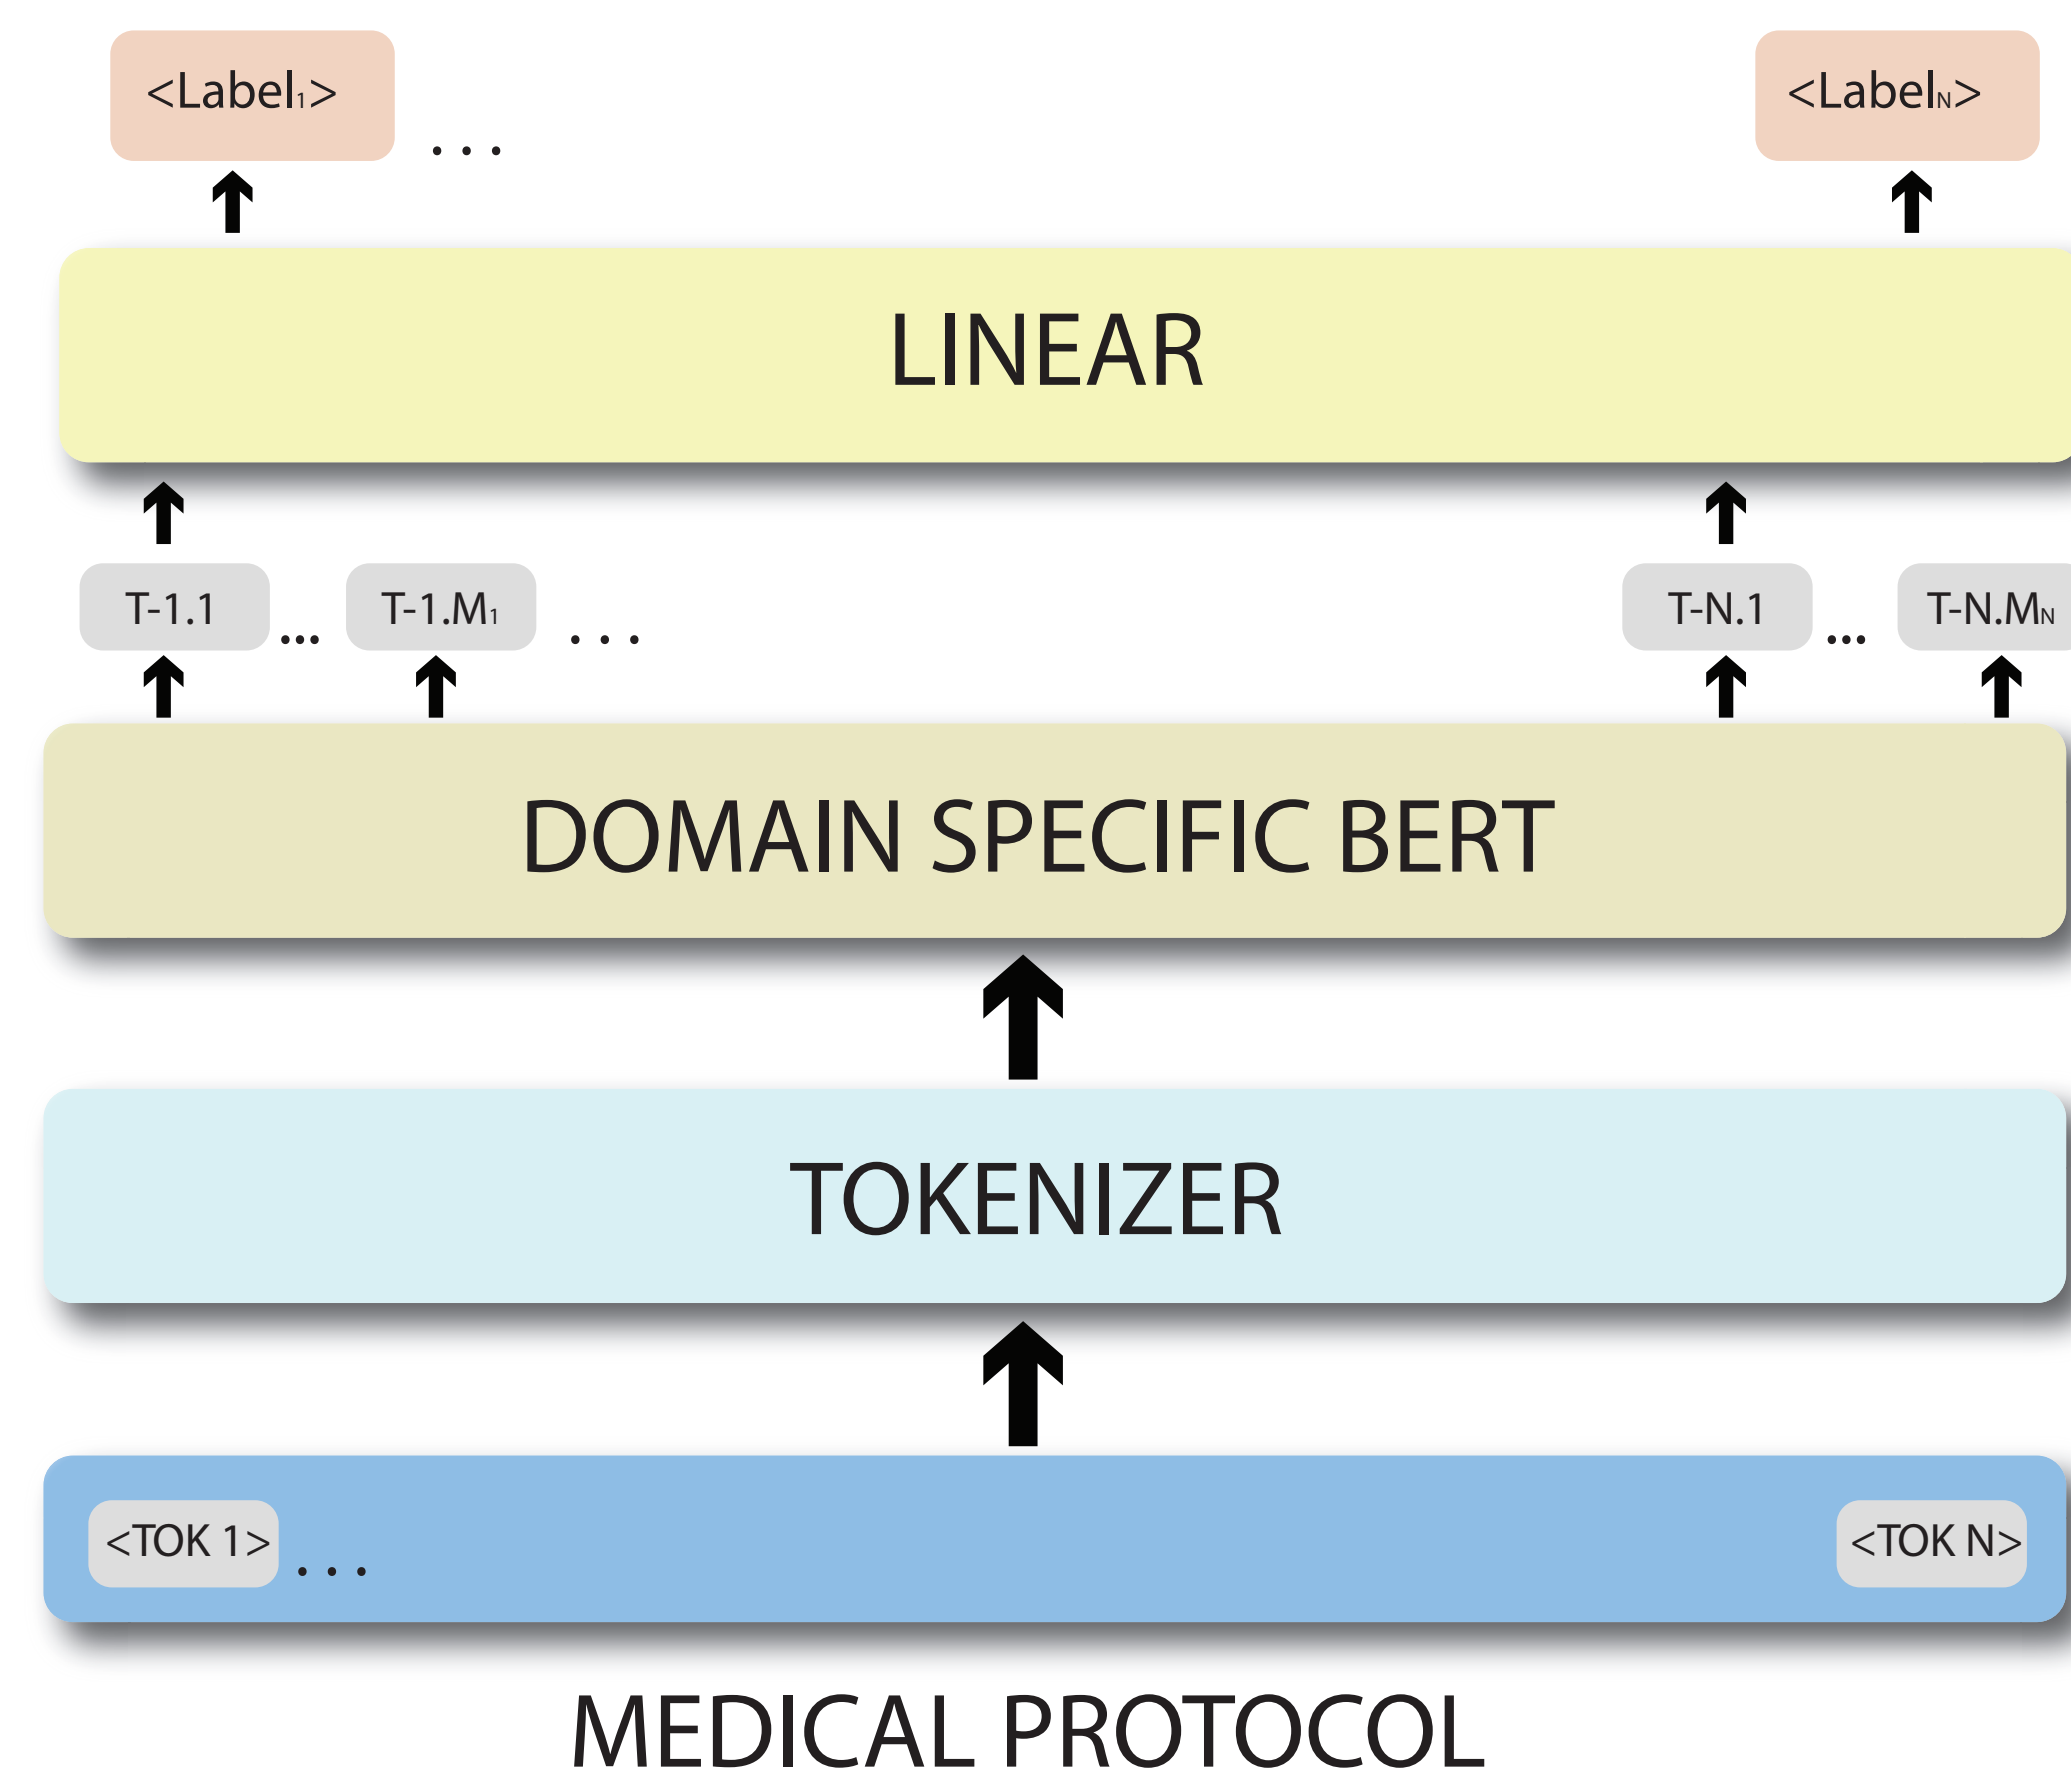 <Label₁> . . . <Labelₙ>
LINEAR
T-1.1 ... T-1.M₁ . . . T-N.1 ... T-N.Mₙ
DOMAIN SPECIFIC BERT
TOKENIZER
<TOK 1> . . . <TOK N>
MEDICAL PROTOCOL